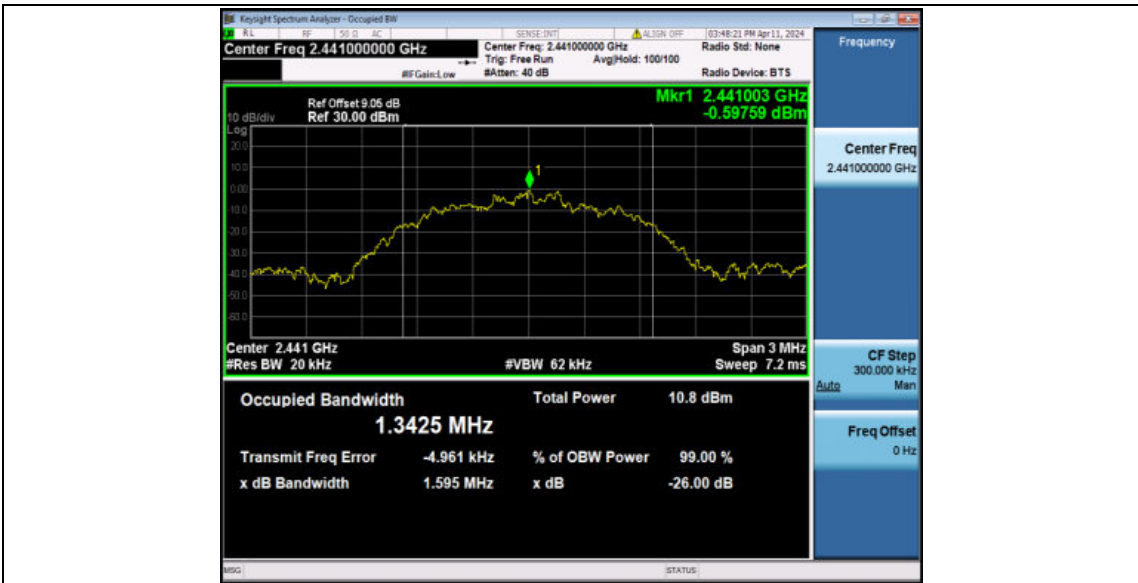 Keysight Spectrum Analyzer - Occupied BW
RL RF 50 Ω AC SENSE:INT ALIGN OFF 03:48:21 PM Apr 11, 2024
Center Freq 2.441000000 GHz
Center Freq: 2.441000000 GHz Radio Std: None
Trig: Free Run Avg|Hold: 100/100
#IFGain:Low #Atten: 40 dB Radio Device: BTS
Frequency
Mkr1 2.441003 GHz
-0.59759 dBm
Ref Offset 9.05 dB
10 dB/div Ref 30.00 dBm
Log
20.0
10.0
0.00
-10.0
-20.0
-30.0
-40.0
-50.0
-60.0
1
Center 2.441 GHz Span 3 MHz
#Res BW 20 kHz #VBW 62 kHz Sweep 7.2 ms
Occupied Bandwidth Total Power 10.8 dBm
1.3425 MHz
Transmit Freq Error -4.961 kHz % of OBW Power 99.00 %
x dB Bandwidth 1.595 MHz x dB -26.00 dB
Center Freq
2.441000000 GHz
CF Step
300.000 kHz
Auto Man
Freq Offset
0 Hz
MSG STATUS